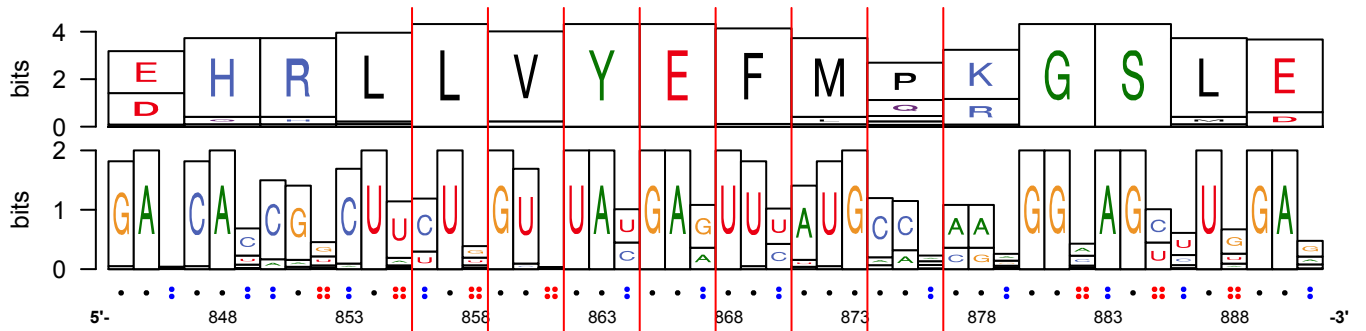 4
2
0
bits
E H R L L V Y E F M P K G S L E
D Q R
2
1
0
bits
G A C A C C G C U U C U G G U U A U G A G U U U A U G C C A A G G A A G C U U G G A G
U U G C A C A A C G U U
5'- 848 853 858 863 868 873 878 883 888 -3'